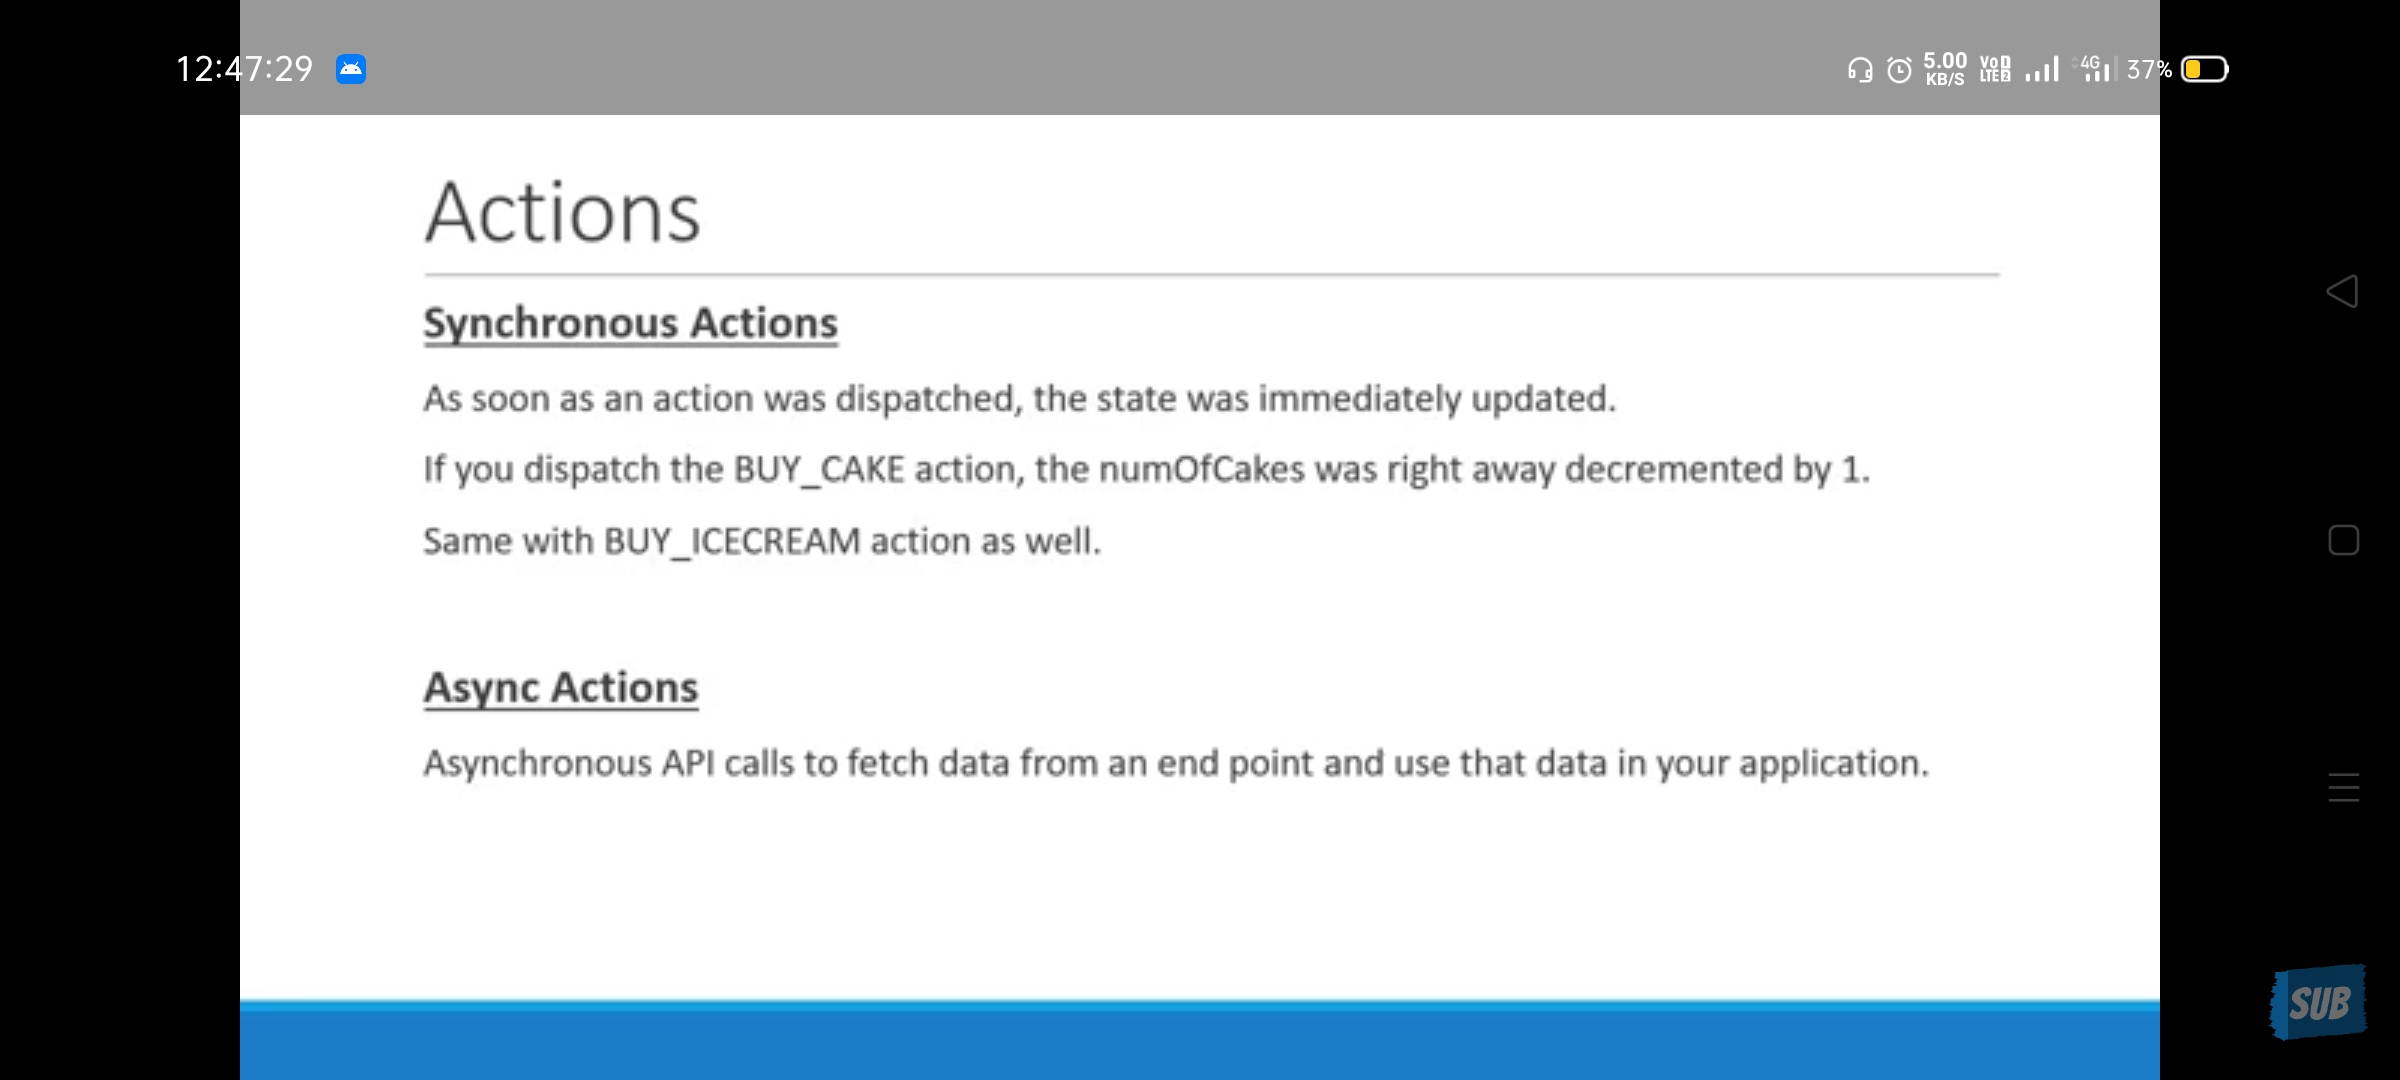 12:47:29
5.00 KB/S VoD LTE2 4G 37%
Actions
Synchronous Actions
As soon as an action was dispatched, the state was immediately updated.
If you dispatch the BUY_CAKE action, the numOfCakes was right away decremented by 1.
Same with BUY_ICECREAM action as well.
Async Actions
Asynchronous API calls to fetch data from an end point and use that data in your application.
SUB